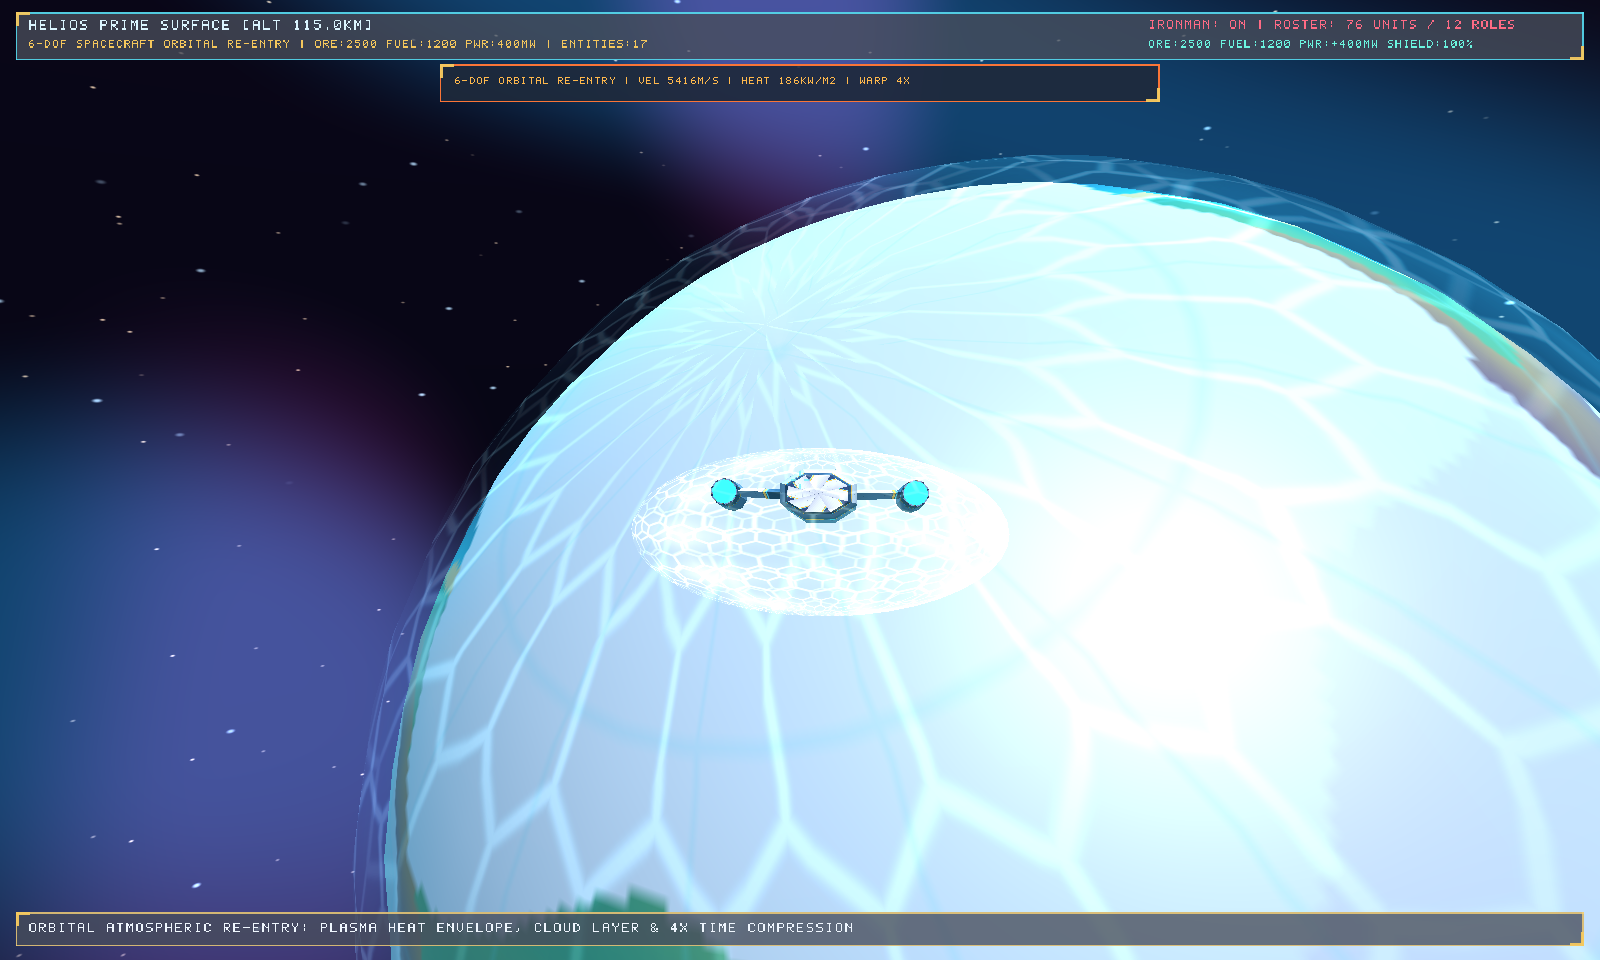 HELIOS PRIME SURFACE [ALT 115.0KM]
6-DOF SPACECRAFT ORBITAL RE-ENTRY | ORE:2500 FUEL:1200 PWR:400MW | ENTITIES:17
IRONMAN: ON | ROSTER: 76 UNITS / 12 ROLES
ORE:2500 FUEL:1200 PWR:+400MW SHIELD:100%
6-DOF ORBITAL RE-ENTRY | VEL 5416M/S | HEAT 186KW/M2 | WARP 4X
ORBITAL ATMOSPHERIC RE-ENTRY: PLASMA HEAT ENVELOPE, CLOUD LAYER & 4X TIME COMPRESSION